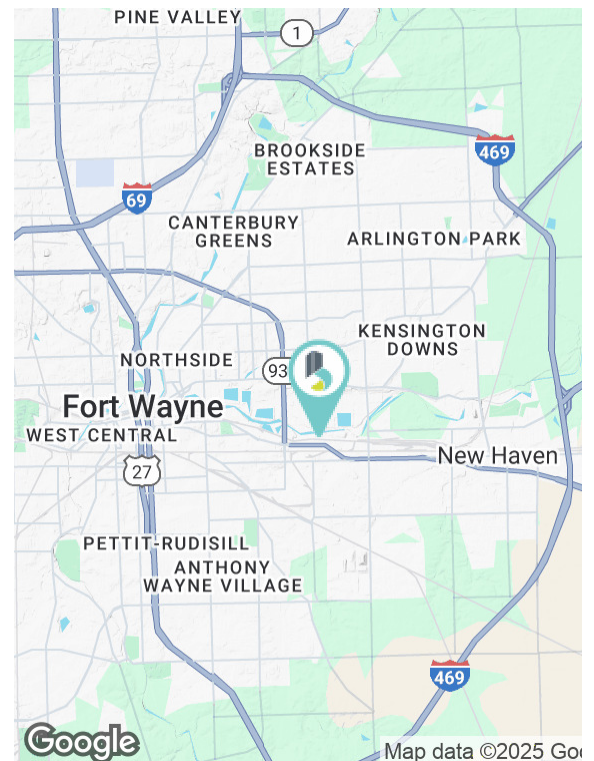 PINE VALLEY
1
BROOKSIDE
ESTATES
469
69
CANTERBURY
GREENS
ARLINGTON PARK
KENSINGTON
DOWNS
NORTHSIDE
93
Fort Wayne
WEST CENTRAL
New Haven
27
PETTIT-RUDISILL
ANTHONY
WAYNE VILLAGE
469
Google
Map data ©2025 Goo